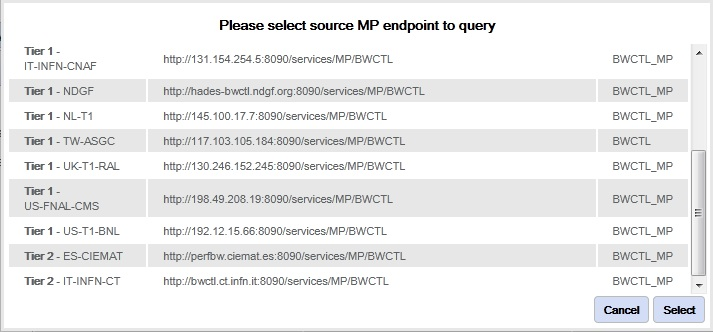 Please select source MP endpoint to query
Tier 1 -
IT-INFN-CNAF http://131.154.254.5:8090/services/MP/BWCTL BWCTL_MP
Tier 1 - NDGF http://hades-bwctl.ndgf.org:8090/services/MP/BWCTL BWCTL_MP
Tier 1 - NL-T1 http://145.100.17.7:8090/services/MP/BWCTL BWCTL_MP
Tier 1 - TW-ASGC http://117.103.105.184:8090/services/MP/BWCTL BWCTL
Tier 1 - UK-T1-RAL http://130.246.152.245:8090/services/MP/BWCTL BWCTL_MP
Tier 1 -
US-FNAL-CMS http://198.49.208.19:8090/services/MP/BWCTL BWCTL_MP
Tier 1 - US-T1-BNL http://192.12.15.66:8090/services/MP/BWCTL BWCTL_MP
Tier 2 - ES-CIEMAT http://perfbw.ciemat.es:8090/services/MP/BWCTL BWCTL_MP
Tier 2 - IT-INFN-CT http://bwctl.ct.infn.it:8090/services/MP/BWCTL BWCTL_MP
Cancel Select